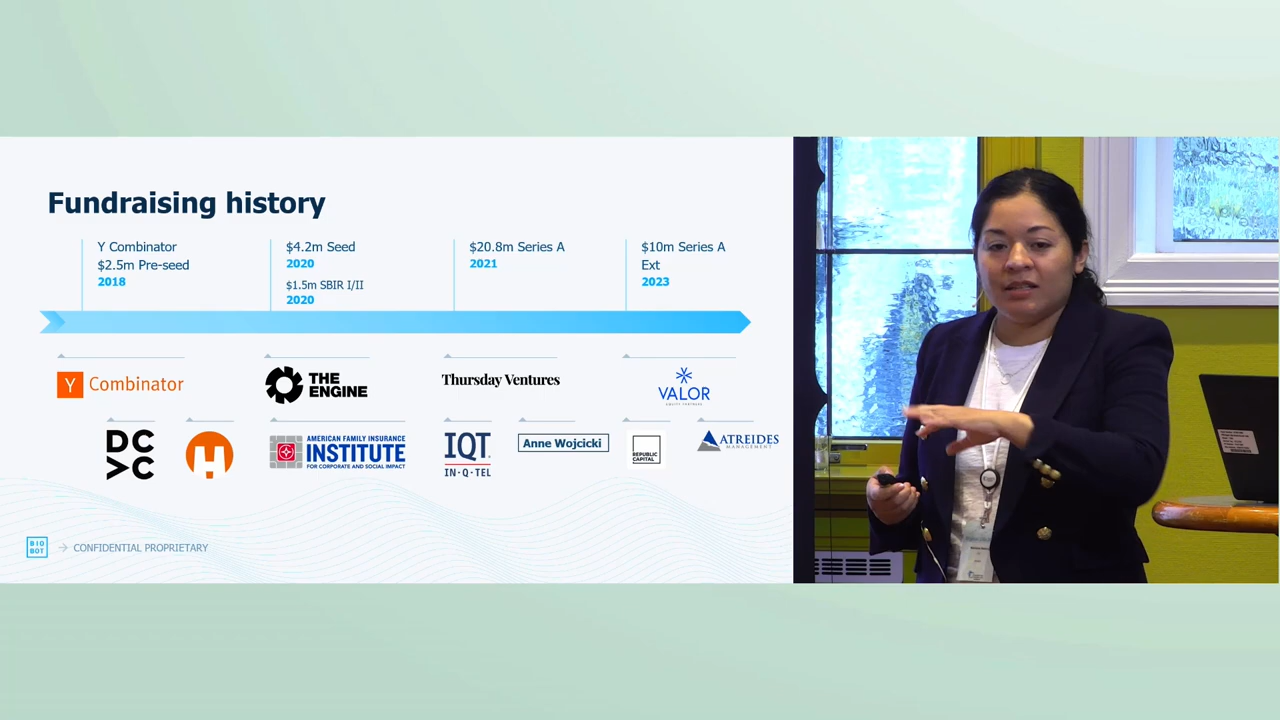 Fundraising history
Y Combinator
$2.5m Pre-seed
2018
$4.2m Seed
2020
$1.5m SBIR I/II
2020
$20.8m Series A
2021
$10m Series A
Ext
2023
Y Combinator
THE
ENGINE
Thursday Ventures
VALOR
EQUITY PARTNERS
DC
VC
AMERICAN FAMILY INSURANCE
INSTITUTE
FOR CORPORATE AND SOCIAL IMPACT
IQT
IN-Q-TEL
Anne Wojcicki
REPUBLIC
CAPITAL
ATREIDES
MANAGEMENT
BIO
BOT
CONFIDENTIAL PROPRIETARY